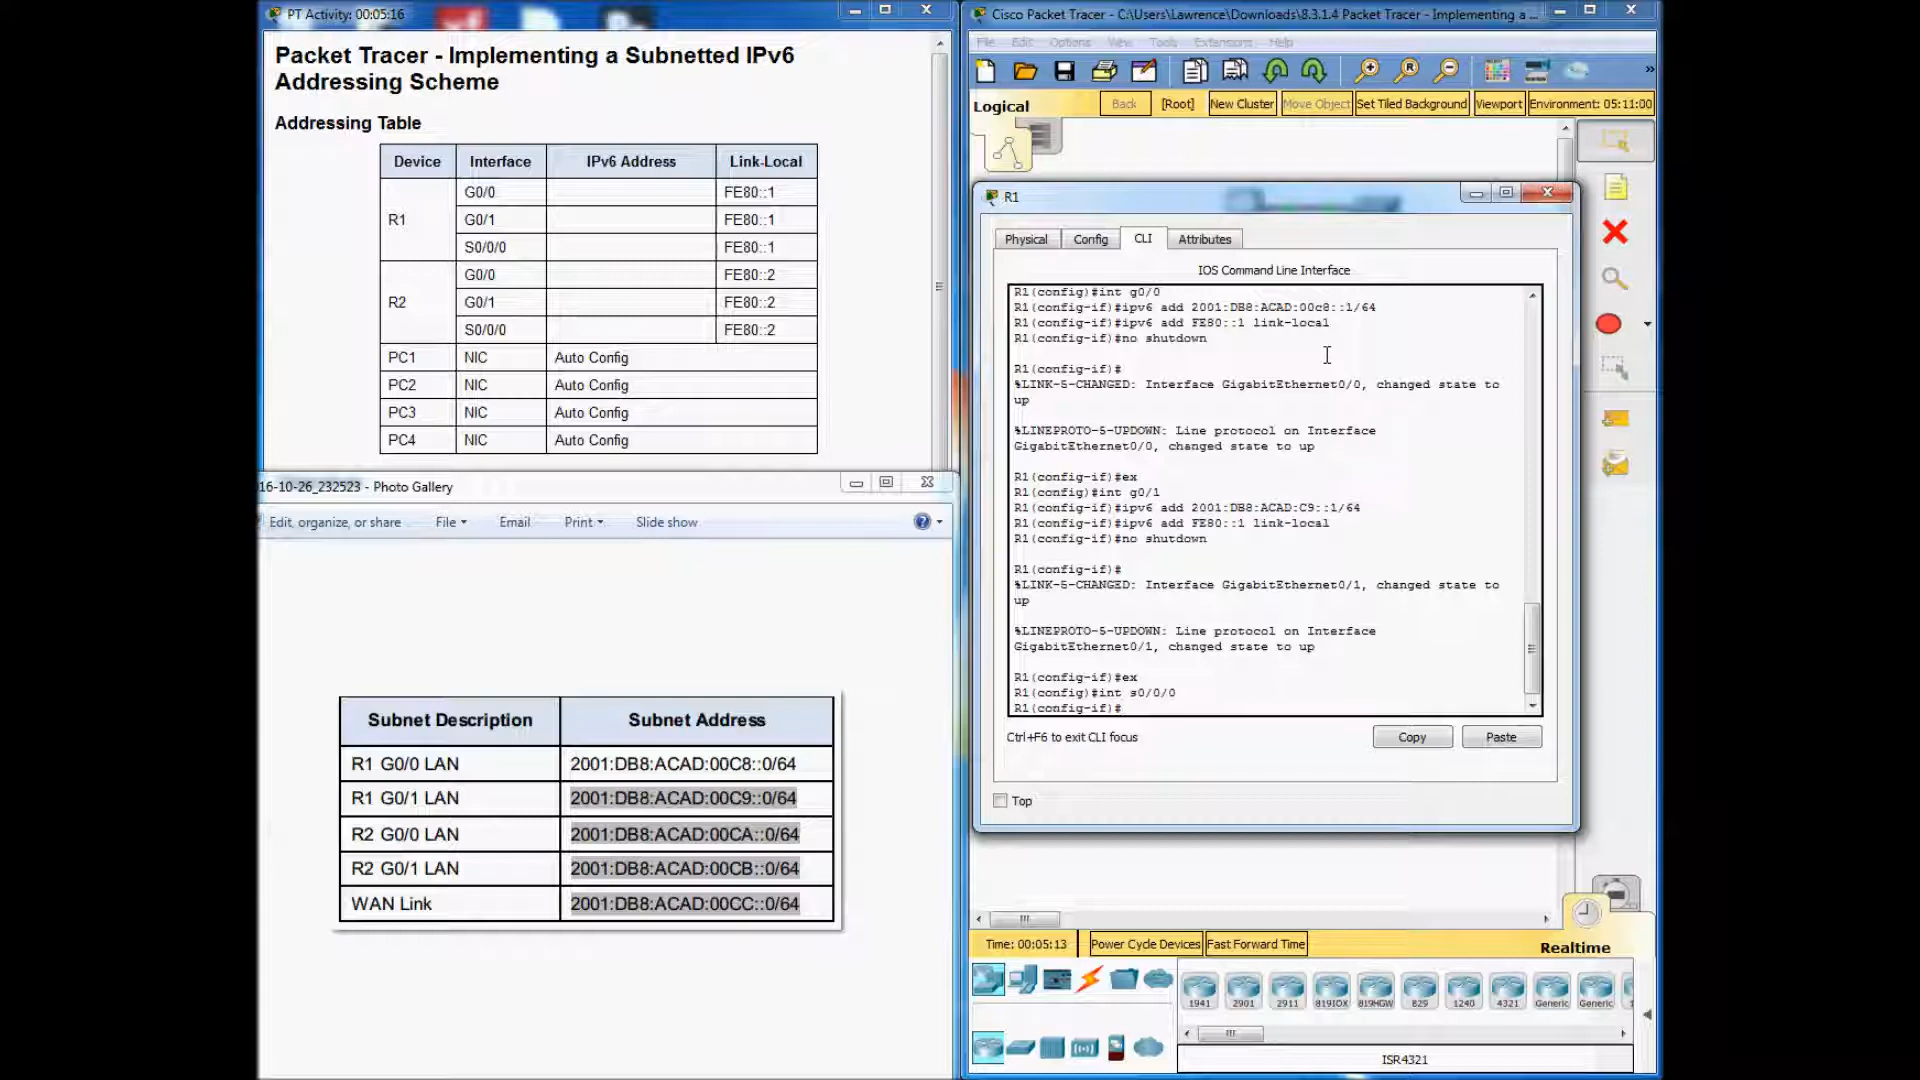 PT Activity: 00:05:16
Packet Tracer - Implementing a Subnetted IPv6
Addressing Scheme
Addressing Table
Device Interface IPv6 Address Link-Local
R1
G0/0 FE80::1
G0/1 FE80::1
S0/0/0 FE80::1
R2
G0/0 FE80::2
G0/1 FE80::2
S0/0/0 FE80::2
PC1 NIC Auto Config
PC2 NIC Auto Config
PC3 NIC Auto Config
PC4 NIC Auto Config
16-10-26_232523 - Photo Gallery
Edit, organize, or share File Email Print Slide show
Subnet Description Subnet Address
R1 G0/0 LAN 2001:DB8:ACAD:00C8::0/64
R1 G0/1 LAN 2001:DB8:ACAD:00C9::0/64
R2 G0/0 LAN 2001:DB8:ACAD:00CA::0/64
R2 G0/1 LAN 2001:DB8:ACAD:00CB::0/64
WAN Link 2001:DB8:ACAD:00CC::0/64
Cisco Packet Tracer - C:\Users\Lawrence\Downloads\8.3.1.4 Packet Tracer - Implementing a ...
File Edit Options View Tools Extensions Help
Logical Back [Root] New Cluster Move Object Set Tiled Background Viewport Environment: 05:11:00
R1
Physical Config CLI Attributes
IOS Command Line Interface
R1(config)#int g0/0
R1(config-if)#ipv6 add 2001:DB8:ACAD:00c8::1/64
R1(config-if)#ipv6 add FE80::1 link-local
R1(config-if)#no shutdown
R1(config-if)#
%LINK-5-CHANGED: Interface GigabitEthernet0/0, changed state to
up
%LINEPROTO-5-UPDOWN: Line protocol on Interface
GigabitEthernet0/0, changed state to up
R1(config-if)#ex
R1(config)#int g0/1
R1(config-if)#ipv6 add 2001:DB8:ACAD:C9::1/64
R1(config-if)#ipv6 add FE80::1 link-local
R1(config-if)#no shutdown
R1(config-if)#
%LINK-5-CHANGED: Interface GigabitEthernet0/1, changed state to
up
%LINEPROTO-5-UPDOWN: Line protocol on Interface
GigabitEthernet0/1, changed state to up
R1(config-if)#ex
R1(config)#int s0/0/0
R1(config-if)#
Ctrl+F6 to exit CLI focus Copy Paste
Top
Time: 00:05:13 Power Cycle Devices Fast Forward Time Realtime
1941 2901 2911 819IOX 819HGW 829 1240 4321 Generic Generic
ISR4321